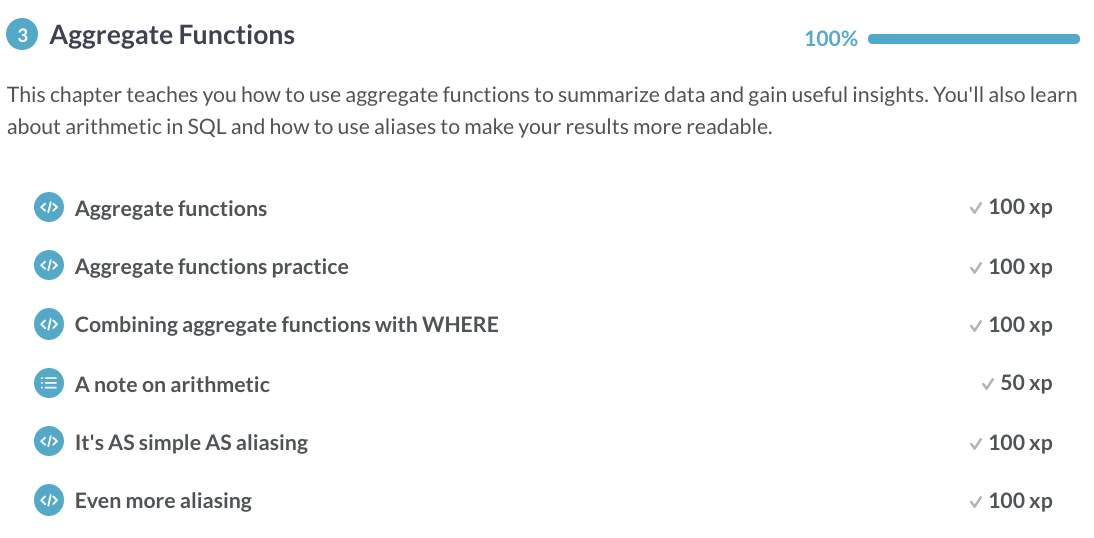 3 Aggregate Functions 100%
This chapter teaches you how to use aggregate functions to summarize data and gain useful insights. You'll also learn
about arithmetic in SQL and how to use aliases to make your results more readable.
</> Aggregate functions ✓ 100 xp
</> Aggregate functions practice ✓ 100 xp
</> Combining aggregate functions with WHERE ✓ 100 xp
A note on arithmetic ✓ 50 xp
</> It's AS simple AS aliasing ✓ 100 xp
</> Even more aliasing ✓ 100 xp